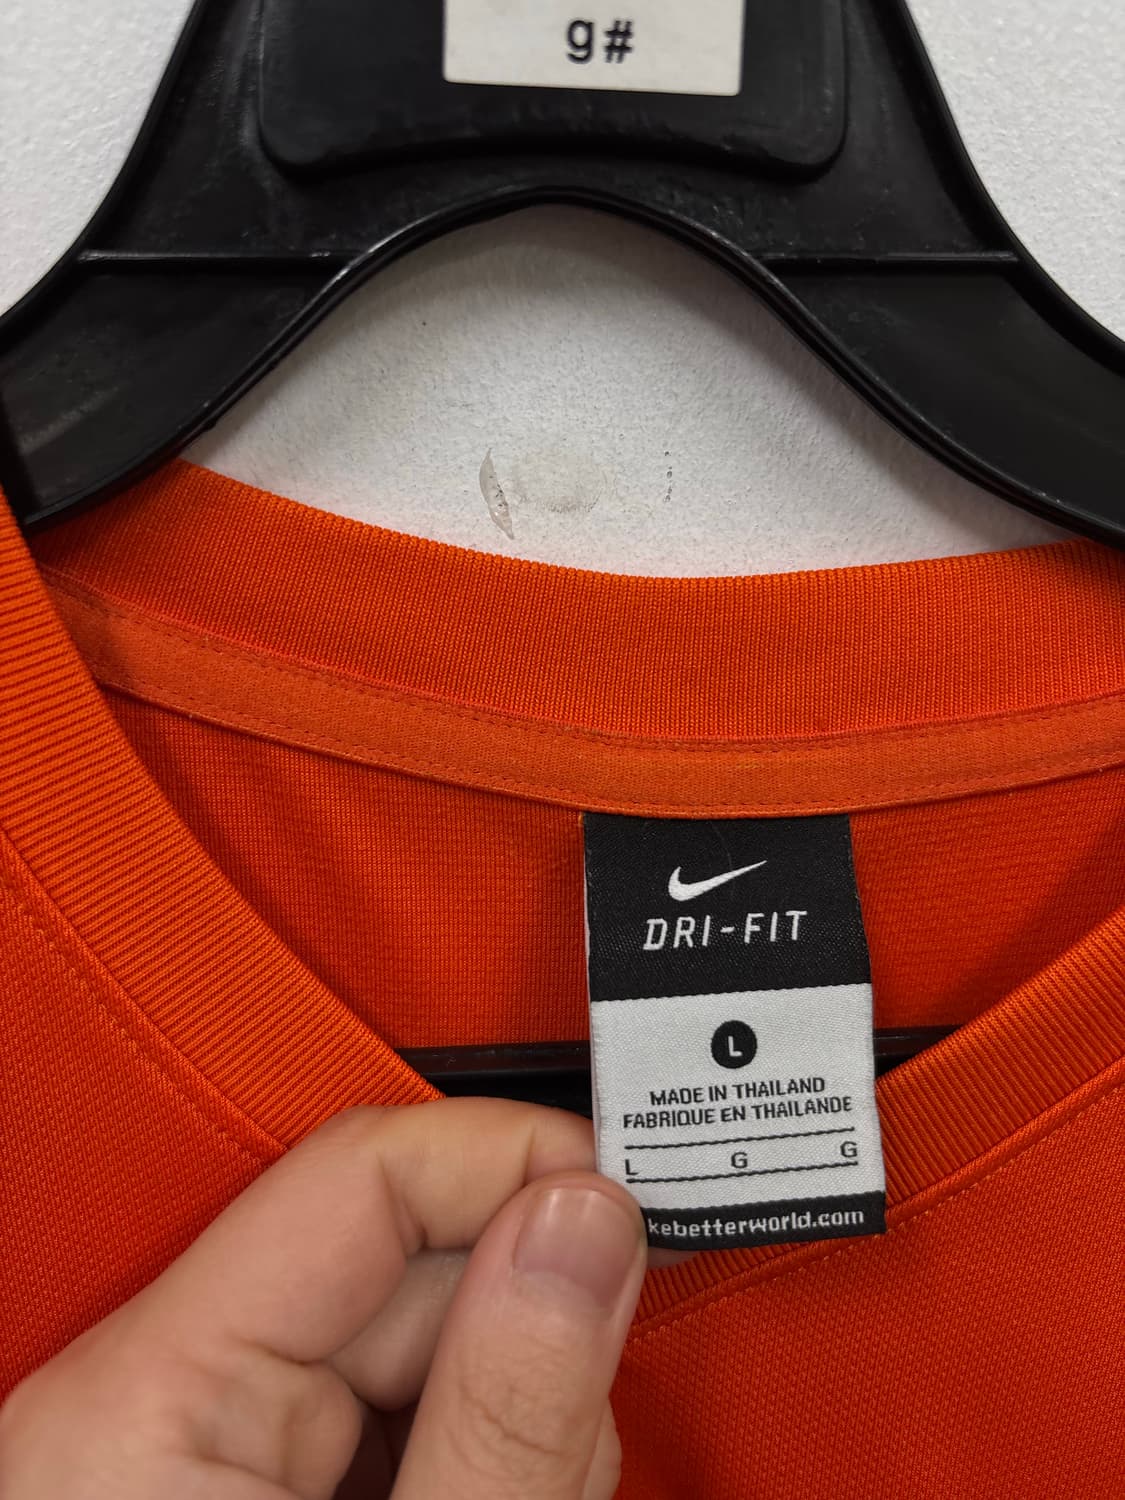 g#
DRI-FIT
L
MADE IN THAILAND
FABRIQUE EN THAILANDE
L G G
kebetterworld.com